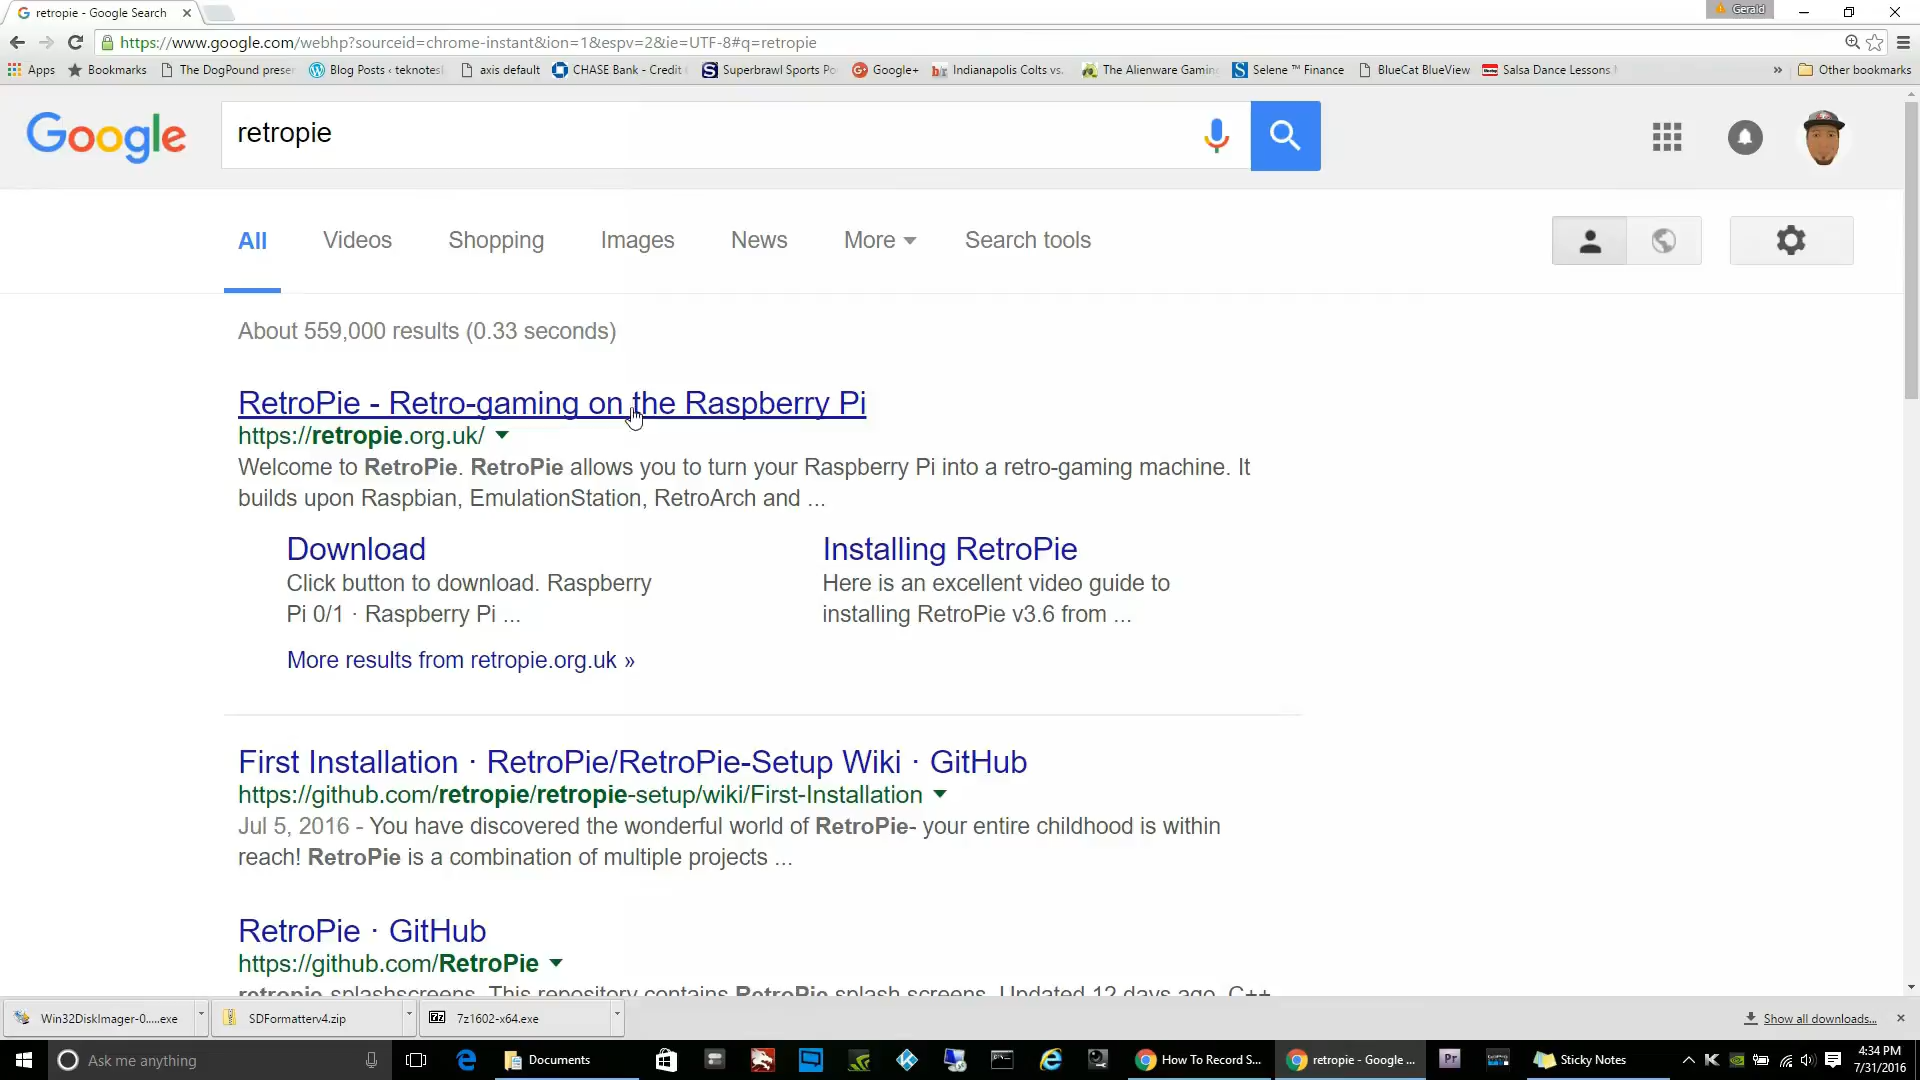 retropie - Google Search
Gerald
https://www.google.com/webhp?sourceid=chrome-instant&ion=1&espv=2&ie=UTF-8#q=retropie
Apps Bookmarks The DogPound preser Blog Posts ‹ teknotes axis default CHASE Bank - Credit Superbrawl Sports Po Google+ Indianapolis Colts vs. The Alienware Gamin Selene ™ Finance BlueCat BlueView Salsa Dance Lessons » Other bookmarks
Google retropie
All Videos Shopping Images News More Search tools
About 559,000 results (0.33 seconds)
RetroPie - Retro-gaming on the Raspberry Pi
https://retropie.org.uk/
Welcome to RetroPie. RetroPie allows you to turn your Raspberry Pi into a retro-gaming machine. It
builds upon Raspbian, EmulationStation, RetroArch and ...
Download
Click button to download. Raspberry
Pi 0/1 · Raspberry Pi ...
Installing RetroPie
Here is an excellent video guide to
installing RetroPie v3.6 from ...
More results from retropie.org.uk »
First Installation · RetroPie/RetroPie-Setup Wiki · GitHub
https://github.com/retropie/retropie-setup/wiki/First-Installation
Jul 5, 2016 - You have discovered the wonderful world of RetroPie- your entire childhood is within
reach! RetroPie is a combination of multiple projects ...
RetroPie · GitHub
https://github.com/RetroPie
retropie splashscreens. This repository contains RetroPie splash screens. Updated 12 days ago. C++
Win32DiskImager-0.....exe SDFormatterv4.zip 7z1602-x64.exe Show all downloads...
Ask me anything Documents How To Record S... retropie - Google ... Pr Sticky Notes 4:34 PM
7/31/2016